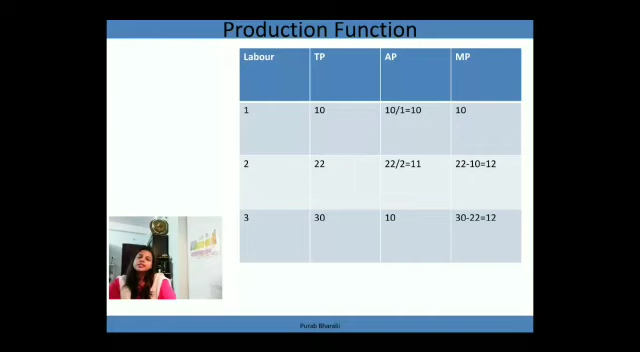 Production Function
Labour TP AP MP
1 10 10/1=10 10
2 22 22/2=11 22-10=12
3 30 10 30-22=12
Purab Bharali